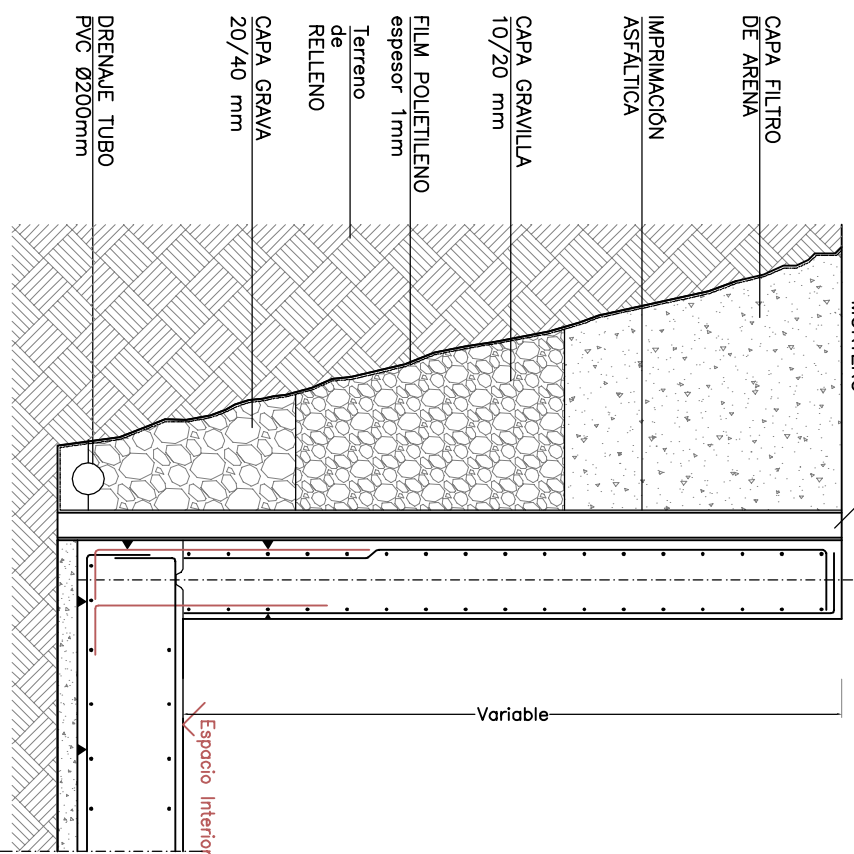 CAPA FILTRO
DE ARENA
IMPRIMACIÓN
ASFÁLTICA
CAPA GRAVILLA
10/20 mm
FILM POLIETILENO
espesor 1mm
Terreno
de
RELLENO
CAPA GRAVA
20/40 mm
DRENAJE TUBO
PVC Ø200mm
Variable
Espacio Interior